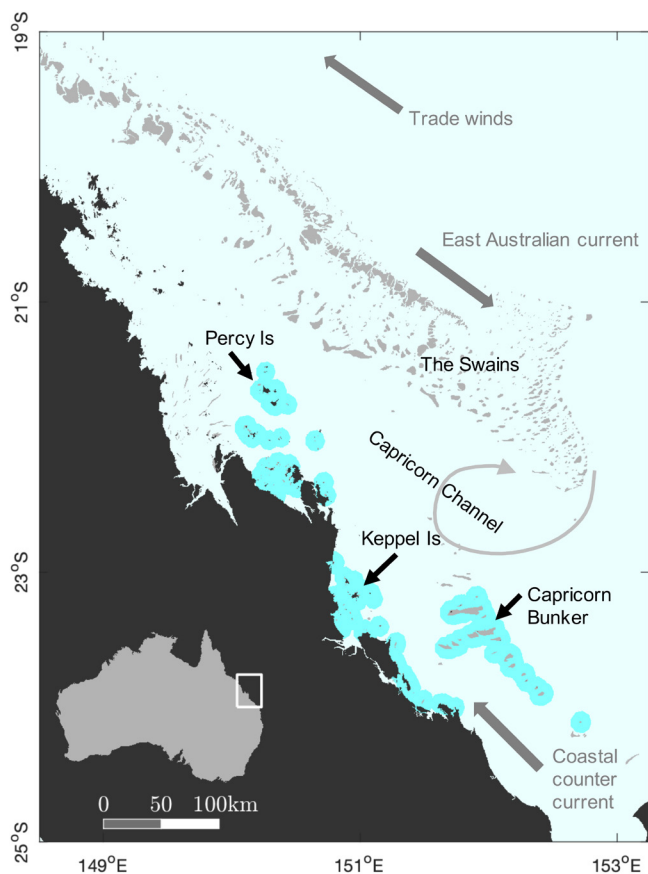 19°S
Trade winds
East Australian current
21°S
Percy Is
The Swains
Capricorn Channel
Keppel Is
23°S
Capricorn
Bunker
Coastal
counter
current
0 50 100km
25°S
149°E 151°E 153°E